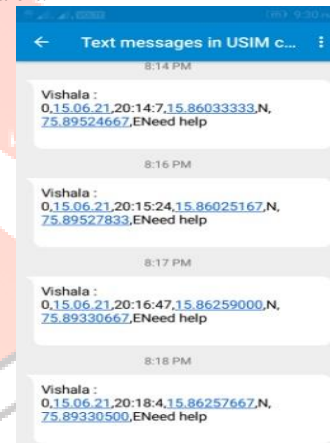 9:30
Text messages in USIM c...
8:14 PM
Vishala :
0,15.06.21,20:14:7,15.86033333,N,
75.89524667,ENeed help
8:16 PM
Vishala :
0,15.06.21,20:15:24,15.86025167,N,
75.89527833,ENeed help
8:17 PM
Vishala :
0,15.06.21,20:16:47,15.86259000,N,
75.89330667,ENeed help
8:18 PM
Vishala :
0,15.06.21,20:18:4,15.86257667,N,
75.89330500,ENeed help